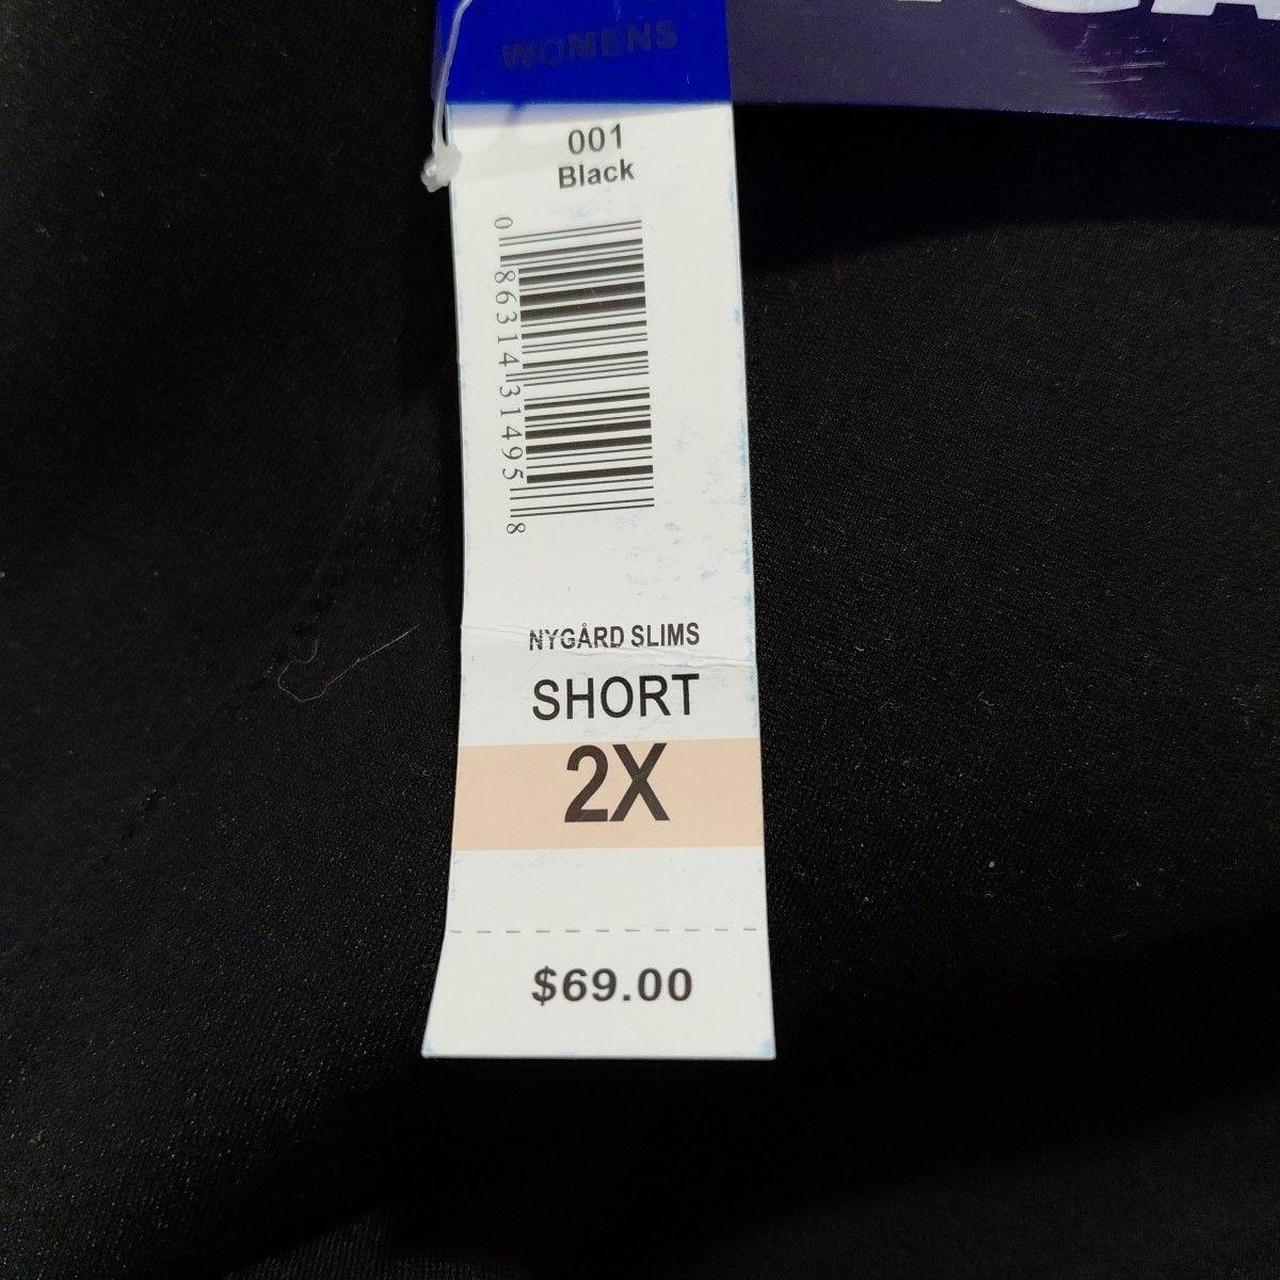 WOMENS
001
Black
0 86314 31495 8
NYGÅRD SLIMS
SHORT
2X
$69.00